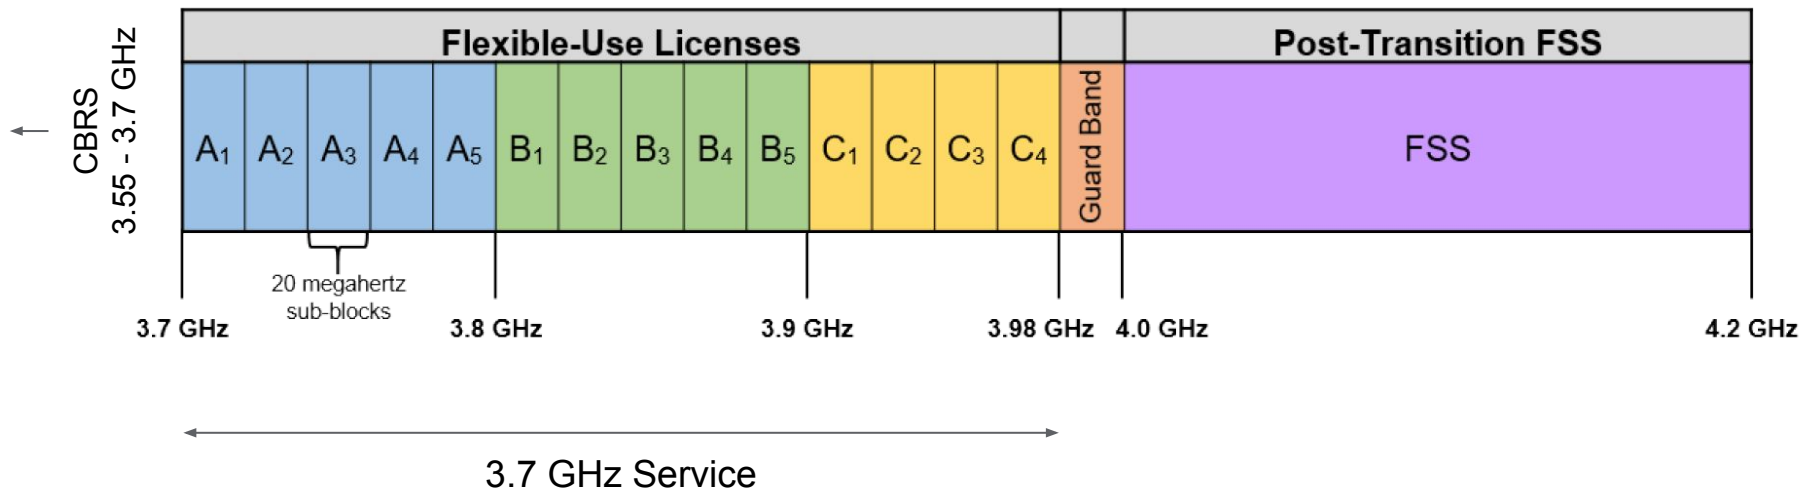 Flexible-Use Licenses
Post-Transition FSS
CBRS
3.55 - 3.7 GHz
A1 A2 A3 A4 A5 B1 B2 B3 B4 B5 C1 C2 C3 C4
Guard Band
FSS
20 megahertz
sub-blocks
3.7 GHz 3.8 GHz 3.9 GHz 3.98 GHz 4.0 GHz 4.2 GHz
3.7 GHz Service